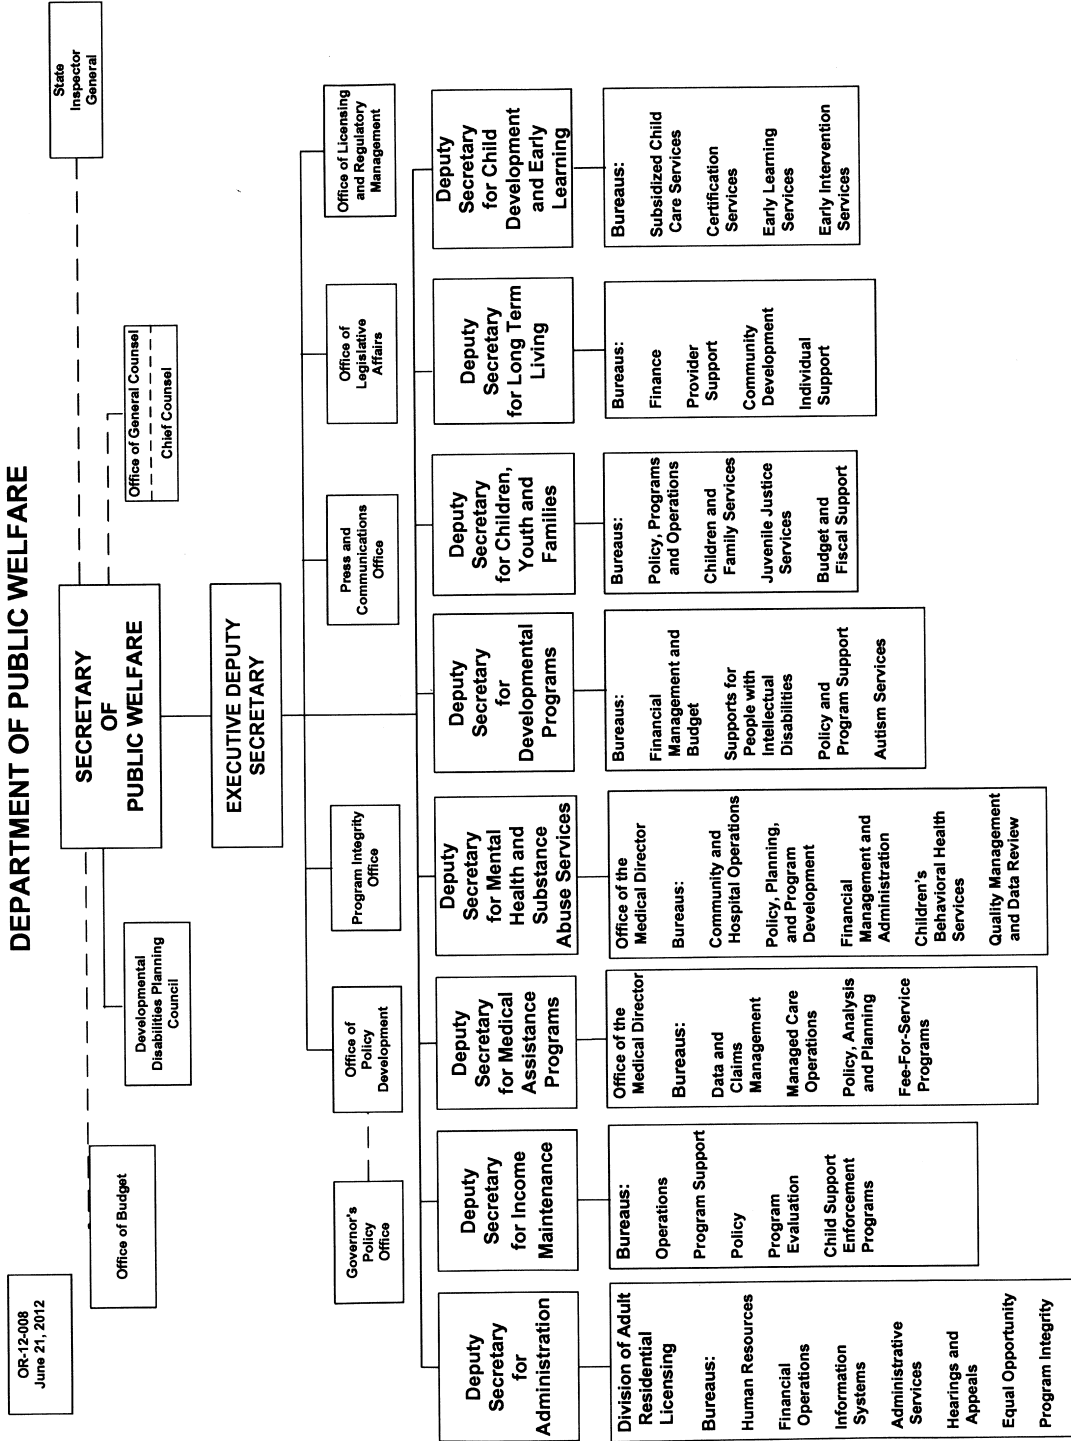 OR-12-008
June 21, 2012
DEPARTMENT OF PUBLIC WELFARE
State
Inspector
General
Office of Budget
Developmental
Disabilities Planning
Council
SECRETARY
OF
PUBLIC WELFARE
Office of General Counsel
Chief Counsel
EXECUTIVE DEPUTY
SECRETARY
Governor's
Policy
Office
Office of
Policy
Development
Program Integrity
Office
Press and
Communications
Office
Office of
Legislative
Affairs
Office of Licensing
and Regulatory
Management
Deputy
Secretary
for
Administration
Deputy
Secretary
for Income
Maintenance
Deputy
Secretary
for Medical
Assistance
Programs
Deputy
Secretary
for Mental
Health and
Substance
Abuse Services
Deputy
Secretary
for
Developmental
Programs
Deputy
Secretary
for Children,
Youth and
Families
Deputy
Secretary
for Long Term
Living
Deputy
Secretary
for Child
Development
and Early
Learning
Division of Adult
Residential
Licensing
Bureaus:
Human Resources
Financial
Operations
Information
Systems
Administrative
Services
Hearings and
Appeals
Equal Opportunity
Program Integrity
Bureaus:
Operations
Program Support
Policy
Program
Evaluation
Child Support
Enforcement
Programs
Office of the
Medical Director
Bureaus:
Data and
Claims
Management
Managed Care
Operations
Policy, Analysis
and Planning
Fee-For-Service
Programs
Office of the
Medical Director
Bureaus:
Community and
Hospital Operations
Policy, Planning,
and Program
Development
Financial
Management and
Administration
Children's
Behavioral Health
Services
Quality Management
and Data Review
Bureaus:
Financial
Management and
Budget
Supports for
People with
Intellectual
Disabilities
Policy and
Program Support
Autism Services
Bureaus:
Policy, Programs
and Operations
Children and
Family Services
Juvenile Justice
Services
Budget and
Fiscal Support
Bureaus:
Finance
Provider
Support
Community
Development
Individual
Support
Bureaus:
Subsidized Child
Care Services
Certification
Services
Early Learning
Services
Early Intervention
Services